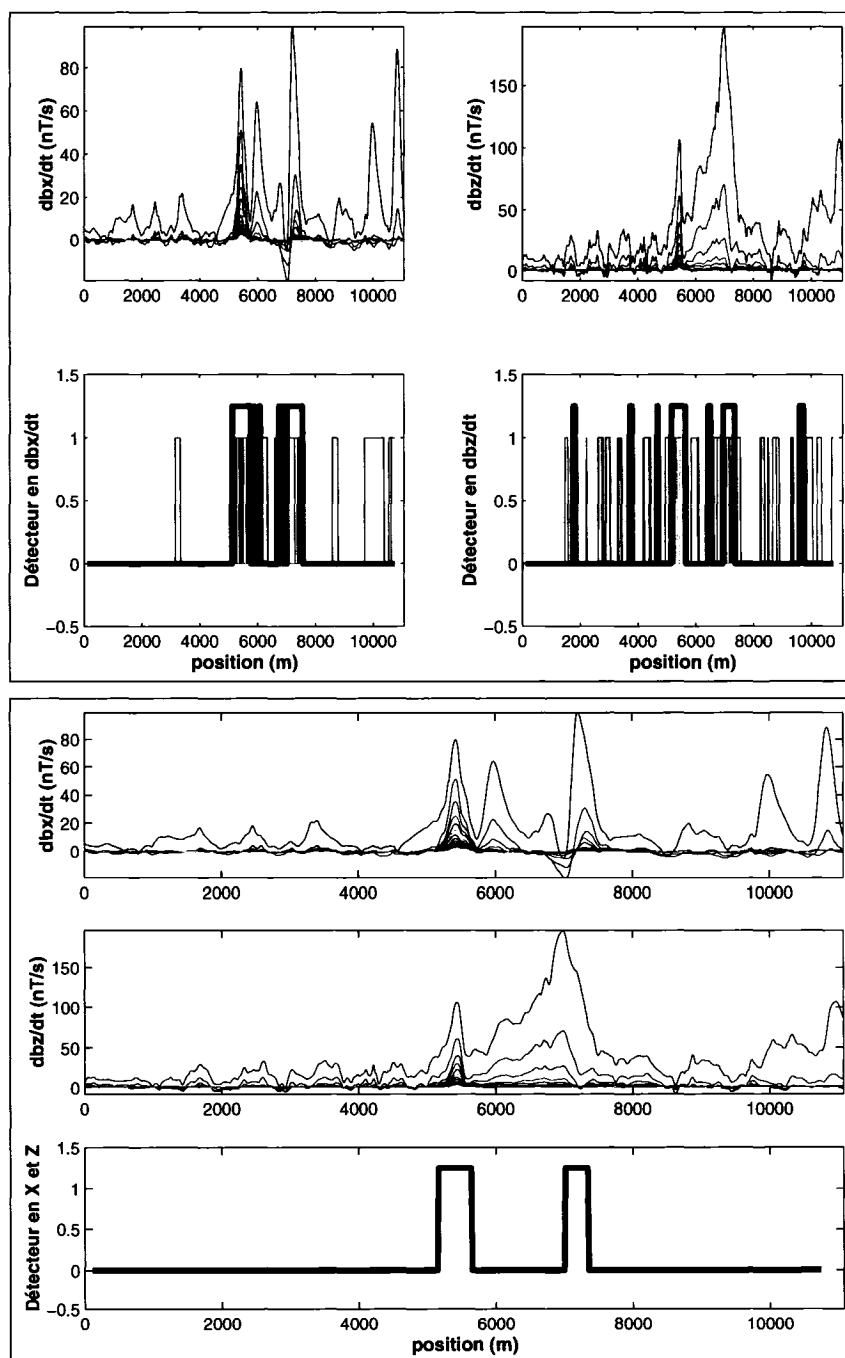 dbx/dt (nT/s)
80
60
40
20
0
0 2000 4000 6000 8000 10000
dbz/dt (nT/s)
150
100
50
0
0 2000 4000 6000 8000 10000
Détecteur en dbx/dt
1.5
1
0.5
0
−0.5
0 2000 4000 6000 8000 10000
position (m)
Détecteur en dbz/dt
1.5
1
0.5
0
−0.5
0 2000 4000 6000 8000 10000
position (m)
dbx/dt (nT/s)
80
60
40
20
0
0 2000 4000 6000 8000 10000
dbz/dt (nT/s)
150
100
50
0
0 2000 4000 6000 8000 10000
Détecteur en X et Z
1.5
1
0.5
0
−0.5
0 2000 4000 6000 8000 10000
position (m)